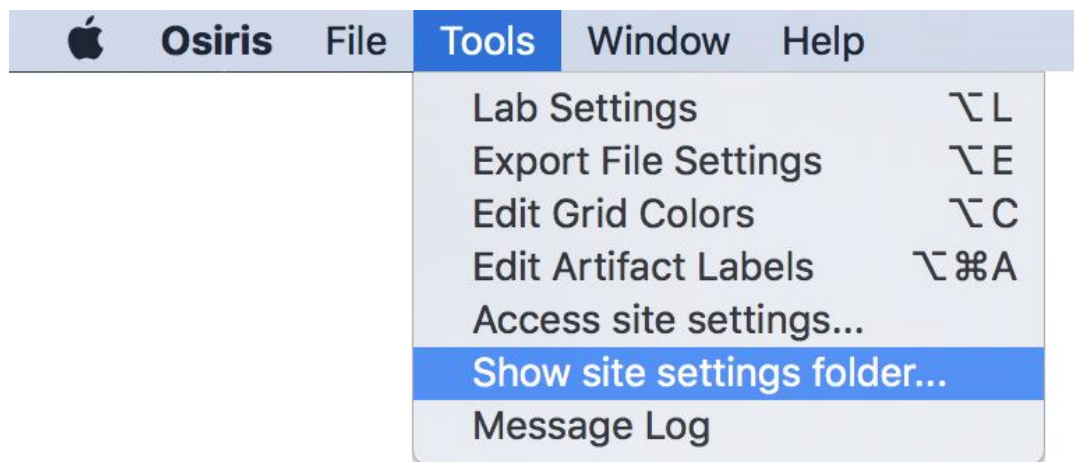 Osiris File Tools Window Help
Lab Settings ⌥L
Export File Settings ⌥E
Edit Grid Colors ⌥C
Edit Artifact Labels ⌥⌘A
Access site settings...
Show site settings folder...
Message Log